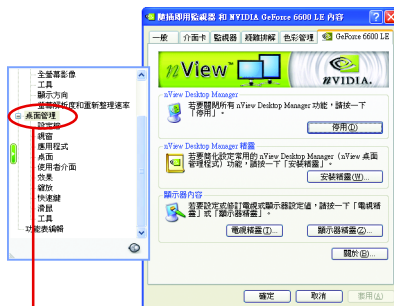 隨插即用監視器 和 NVIDIA GeForce 6600 LE 內容
一般
介面卡
監視器
疑難排解
色彩管理
GeForce 6600 LE
nView
NVIDIA.
nView Desktop Manager
若要關閉所有 nView Desktop Manager 功能，請按一下
「停用」。
停用(D)
nView Desktop Manager 精靈
若要簡化設定常用的 nView Desktop Manager（nView 桌面
管理程式）功能，請按一下「安裝精靈」。
安裝精靈(W)...
顯示器內容
若要設定或修訂電視或顯示器設定值，請按一下「電視精
靈」或「顯示器精靈」。
電視精靈(T)...
顯示器精靈(Z)...
關於(B)...
確定
取消
套用(A)
全螢幕影像
工具
顯示方向
螢幕解析度和重新整理速率
桌面管理
設定檔
視窗
應用程式
桌面
使用者介面
效果
縮放
快速鍵
滑鼠
工具
功能表編輯